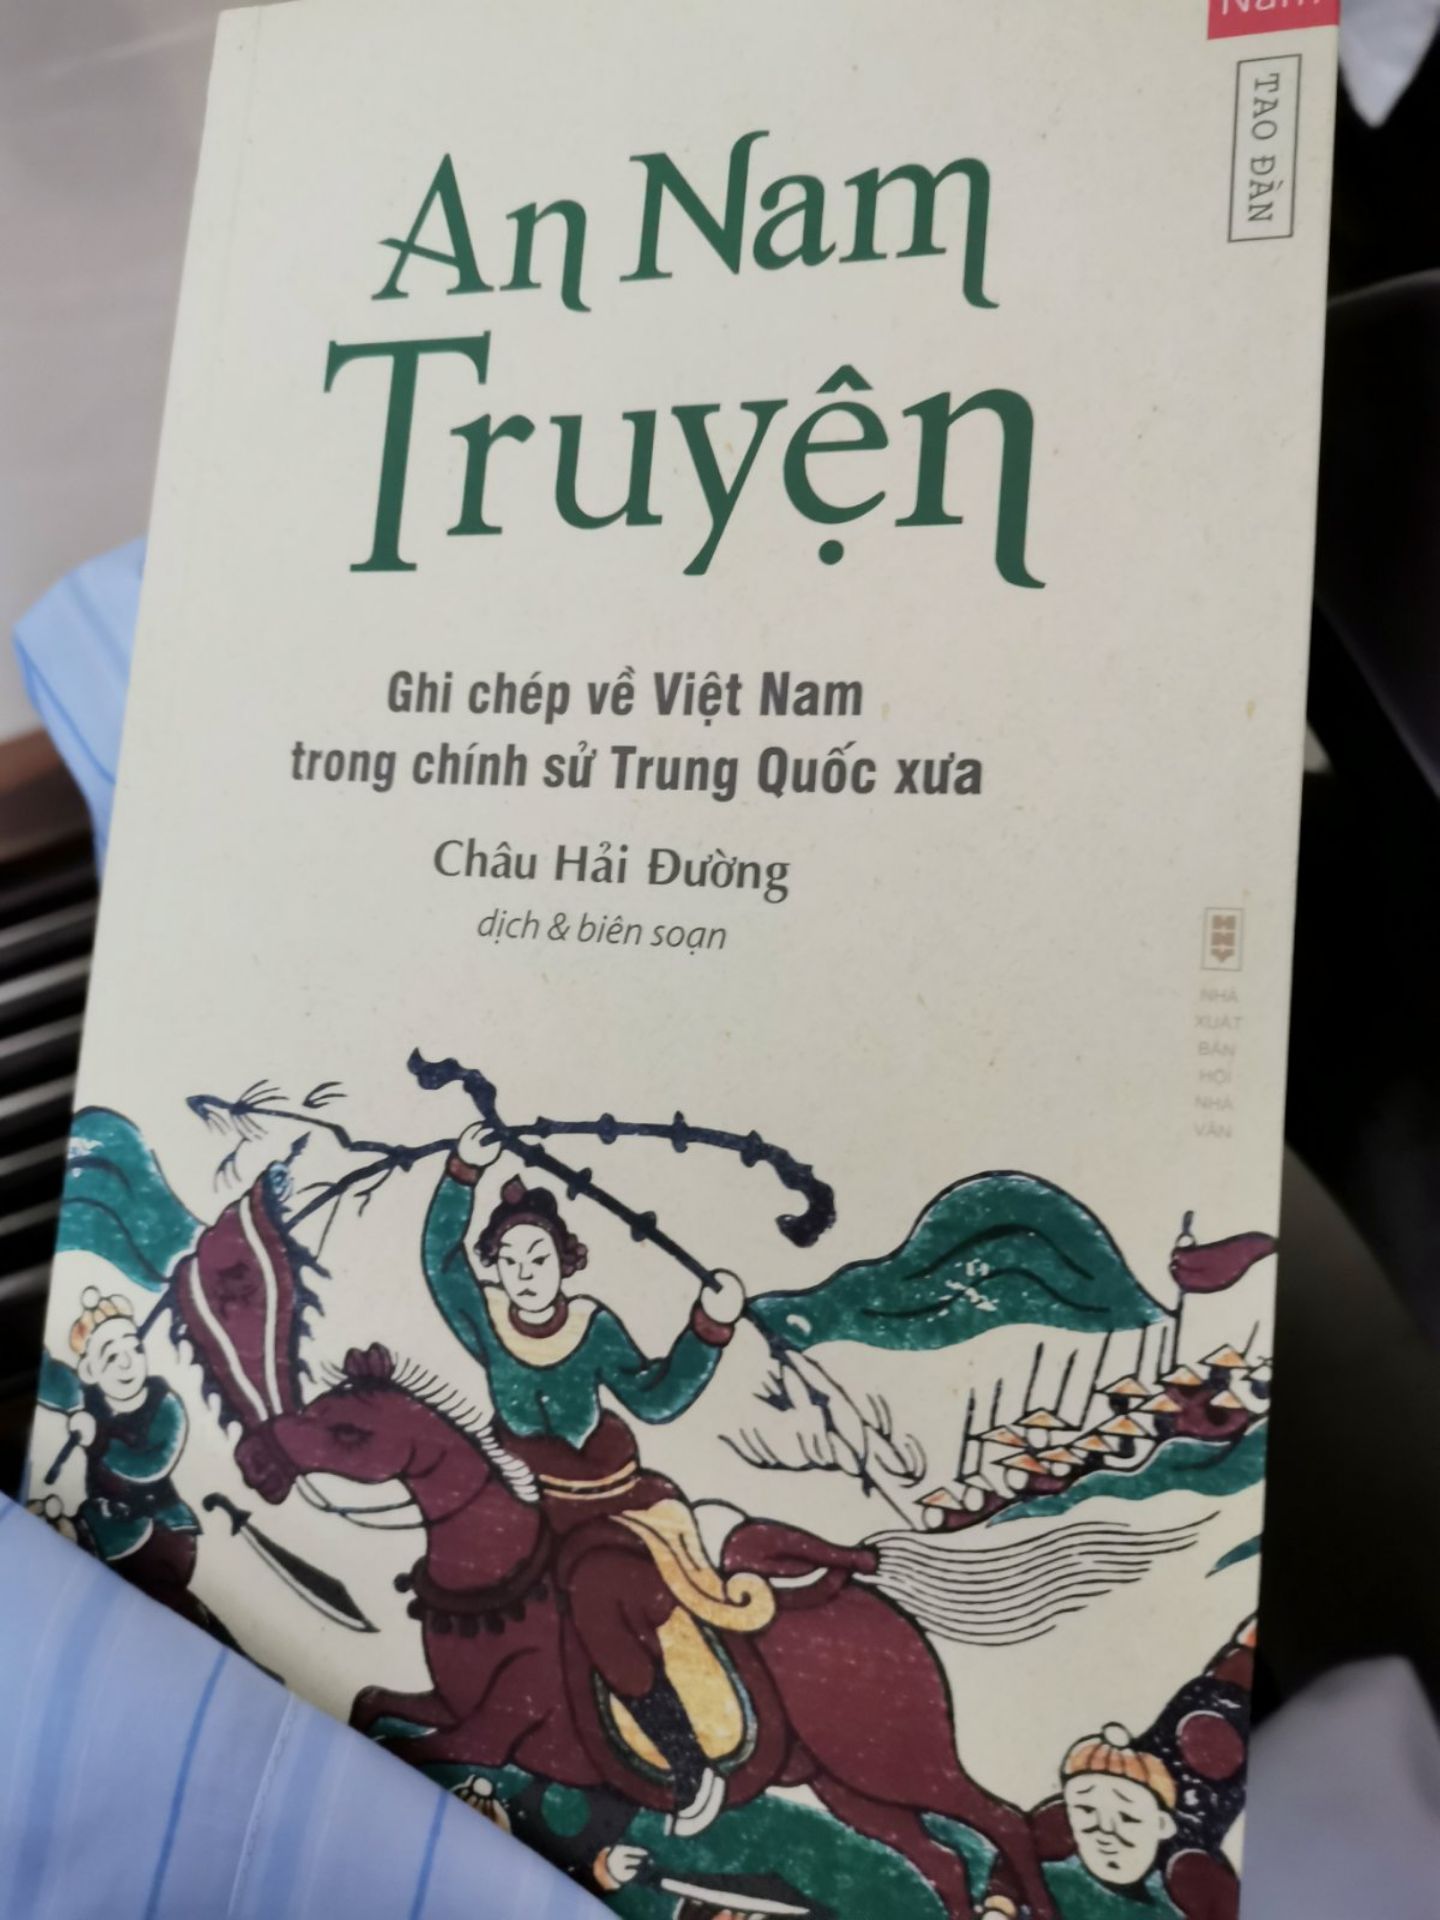 TAO ĐÀN
An Nam
Truyện
Ghi chép về Việt Nam
trong chính sử Trung Quốc xưa
Châu Hải Đường
dịch & biên soạn
HNV
NHÀ
XUẤT
BẢN
HỘI
NHÀ
VĂN